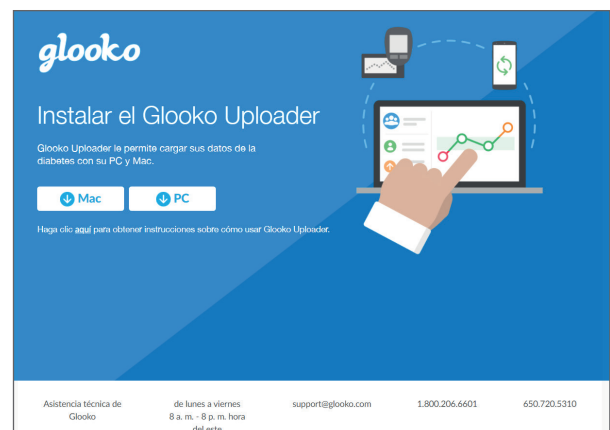 glooko
Instalar el Glooko Uploader
Glooko Uploader le permite cargar sus datos de la
diabetes con su PC y Mac.
Mac
PC
Haga clic aquí para obtener instrucciones sobre cómo usar Glooko Uploader.
Asistencia técnica de
Glooko
de lunes a viernes
8 a. m. - 8 p. m. hora
del este
support@glooko.com
1.800.206.6601
650.720.5310